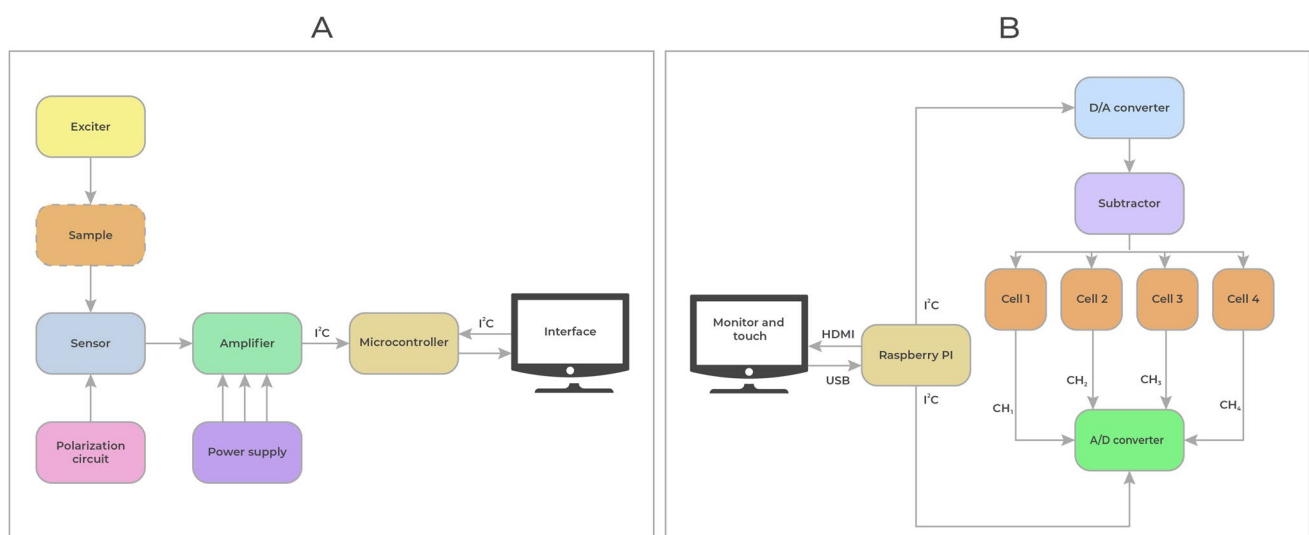 A
Exciter
Sample
Sensor
Amplifier
I²C
Microcontroller
I²C
Interface
Polarization
circuit
Power supply
B
D/A converter
Subtractor
I²C
Cell 1
Cell 2
Cell 3
Cell 4
Monitor and
touch
HDMI
USB
Raspberry PI
I²C
CH₁
CH₂
CH₃
CH₄
A/D converter